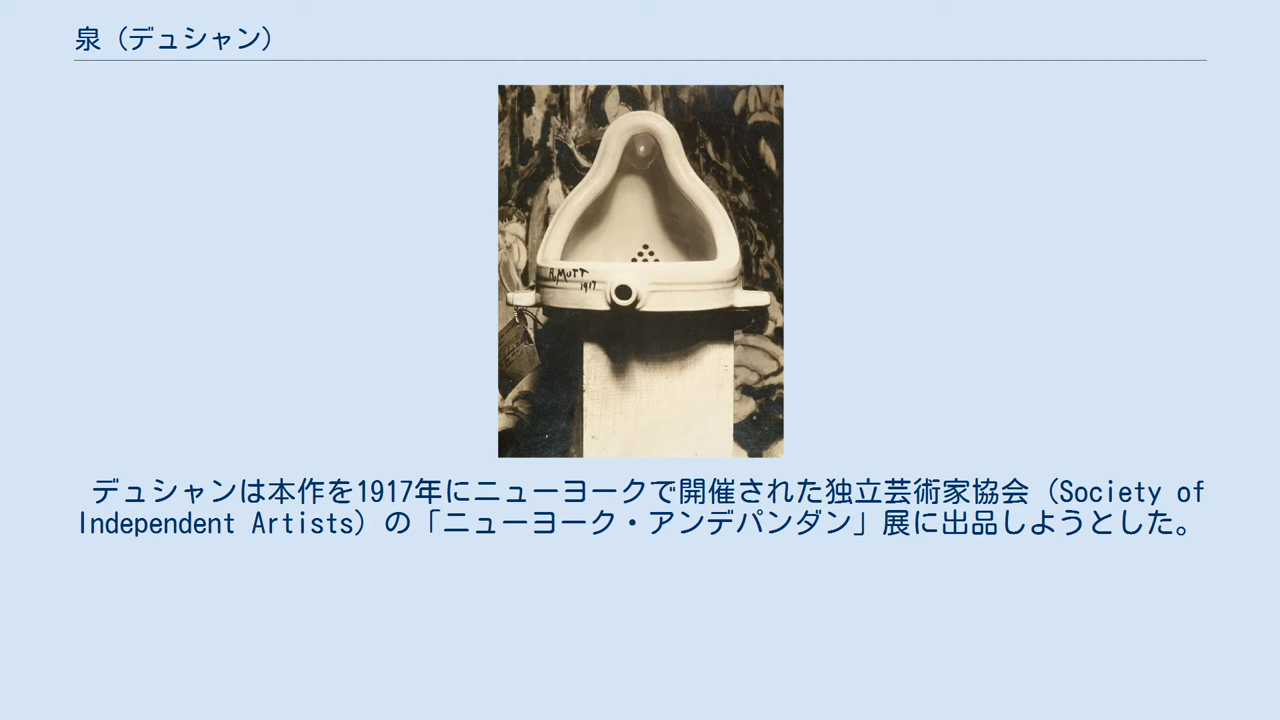 泉（デュシャン）
R.MUTT
1917
デュシャンは本作を1917年にニューヨークで開催された独立芸術家協会（Society of
Independent Artists）の「ニューヨーク・アンデパンダン」展に出品しようとした。